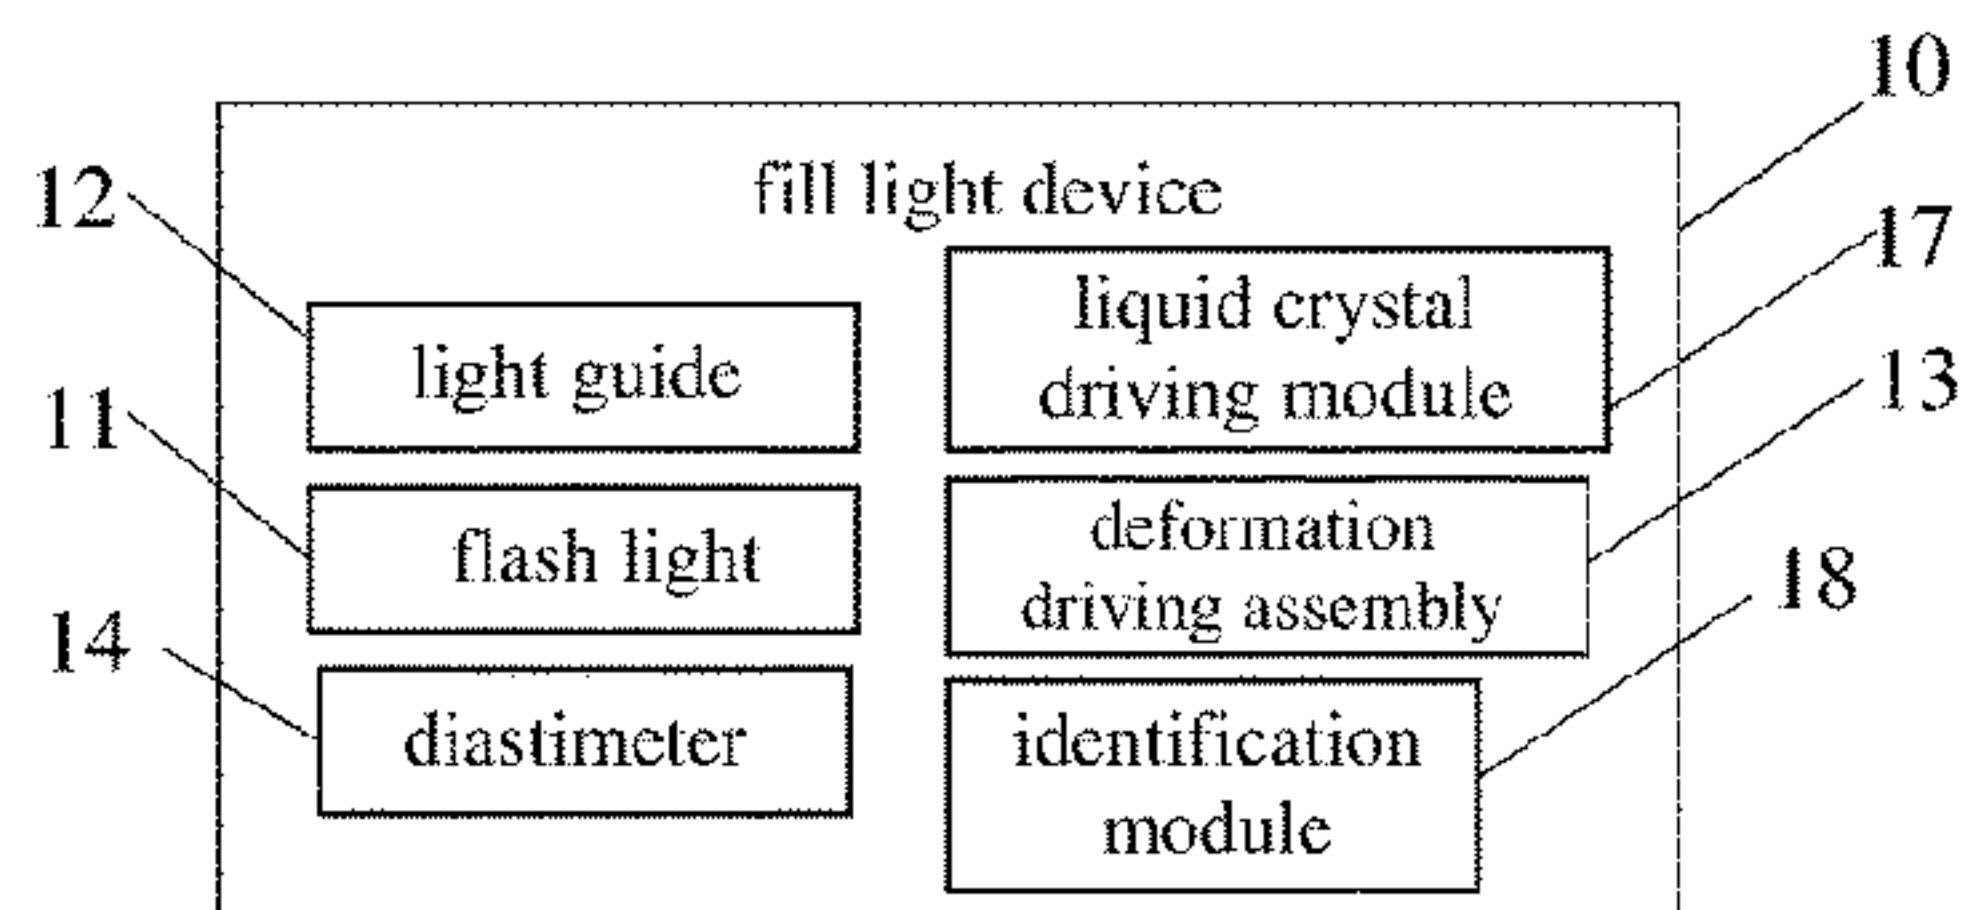 10
fill light device
12
17
liquid crystal
driving module
light guide
13
11
deformation
driving assembly
flash light
18
14
identification
module
diastimeter